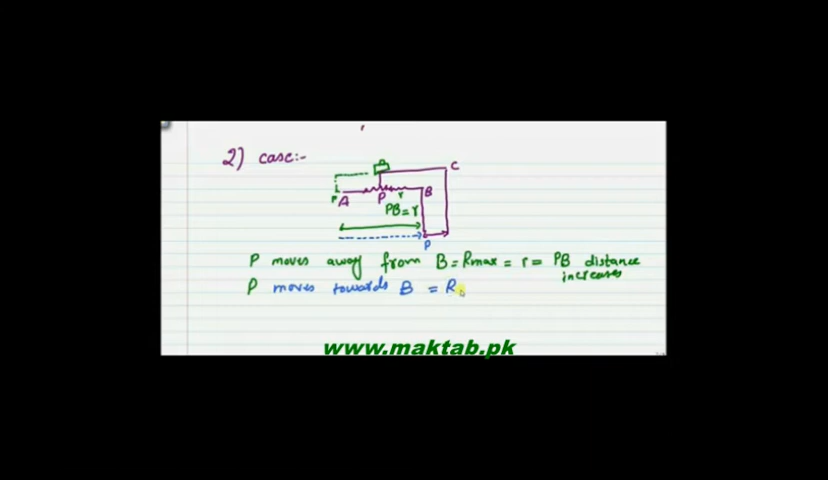 2) case:-
C
A P r B
PB = r
P
P moves away from B = Rmax = r = PB distance
increases
P moves towards B = R
www.maktab.pk